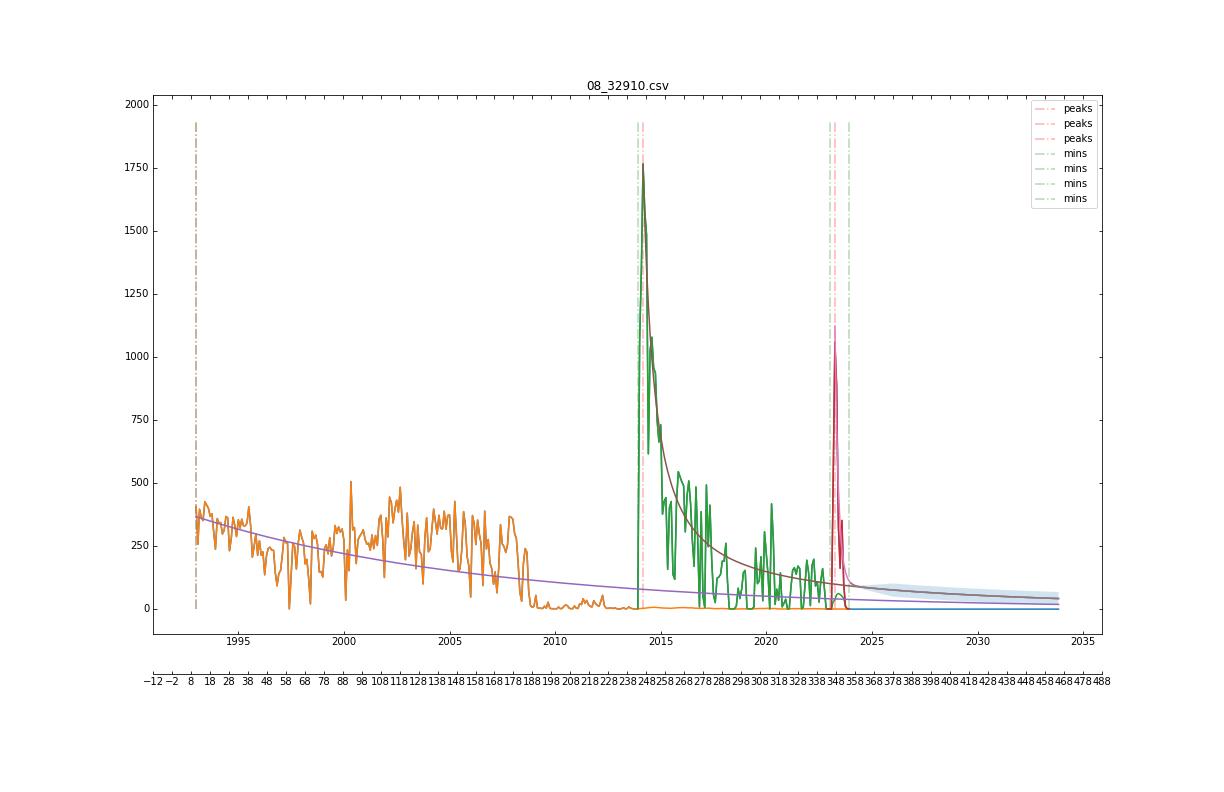 08_32910.csv
2000
1750
1500
1250
1000
750
500
250
0
peaks
peaks
peaks
mins
mins
mins
mins
1995 2000 2005 2010 2015 2020 2025 2030 2035
−12 −2 8 18 28 38 48 58 68 78 88 98 108 118 128 138 148 158 168 178 188 198 208 218 228 238 248 258 268 278 288 298 308 318 328 338 348 358 368 378 388 398 408 418 428 438 448 458 468 478 488